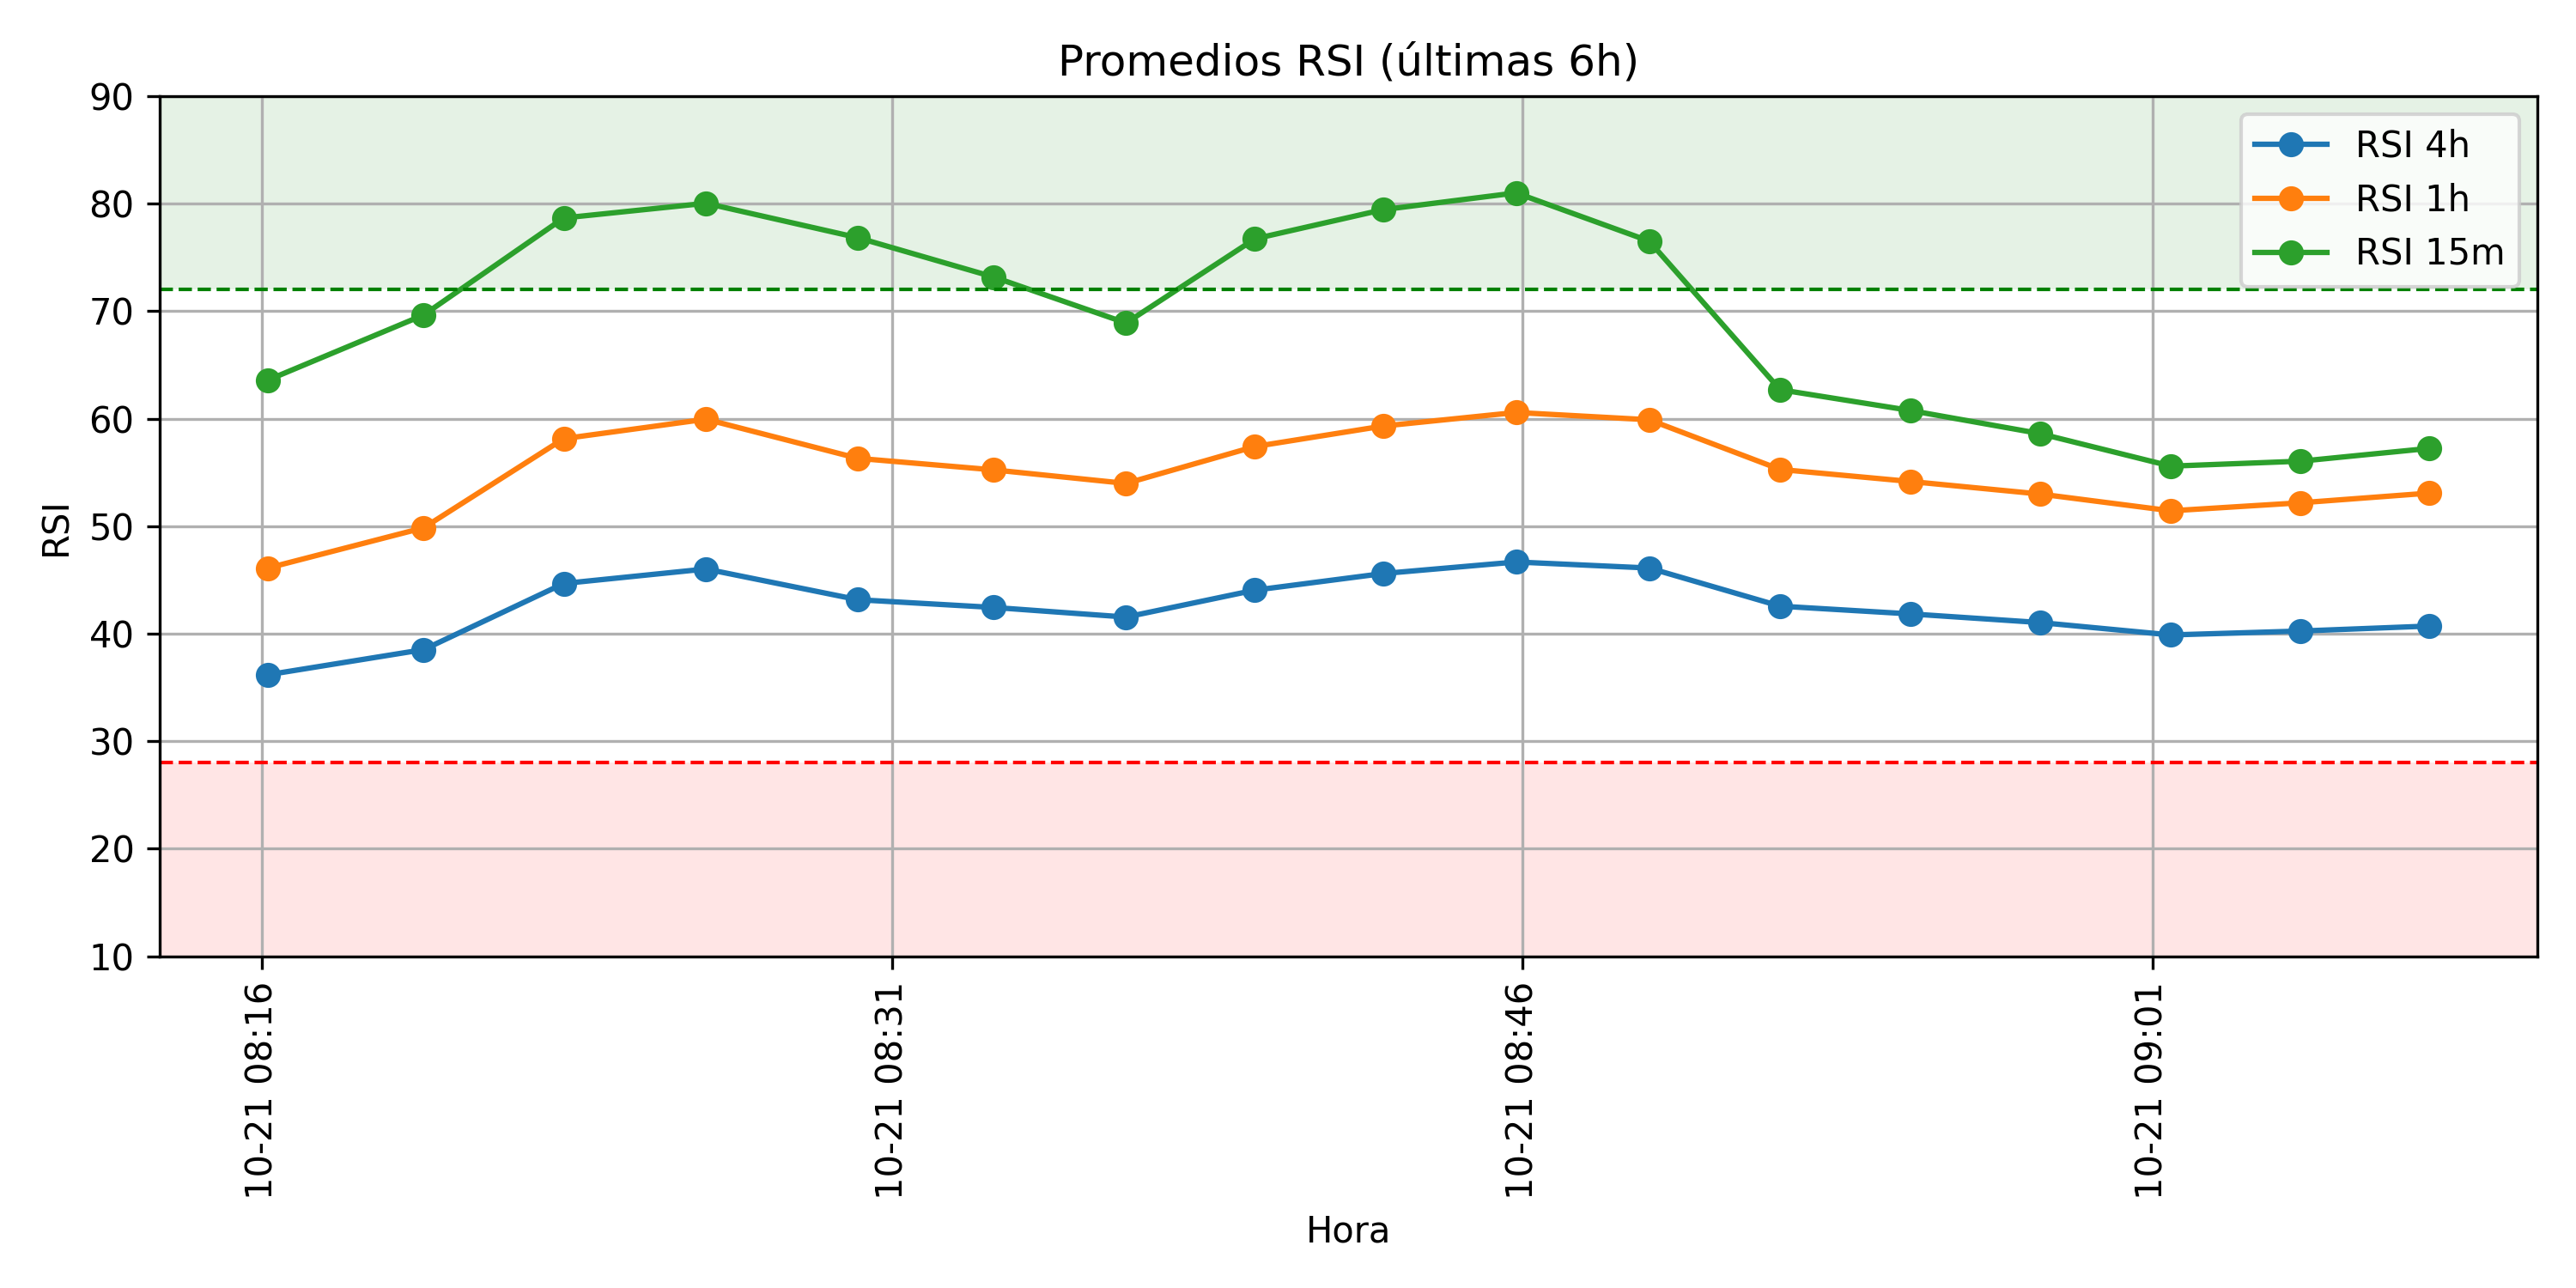 Promedios RSI (últimas 6h)
RSI 4h
RSI 1h
RSI 15m
RSI
90
80
70
60
50
40
30
20
10
10-21 08:16
10-21 08:31
10-21 08:46
10-21 09:01
Hora